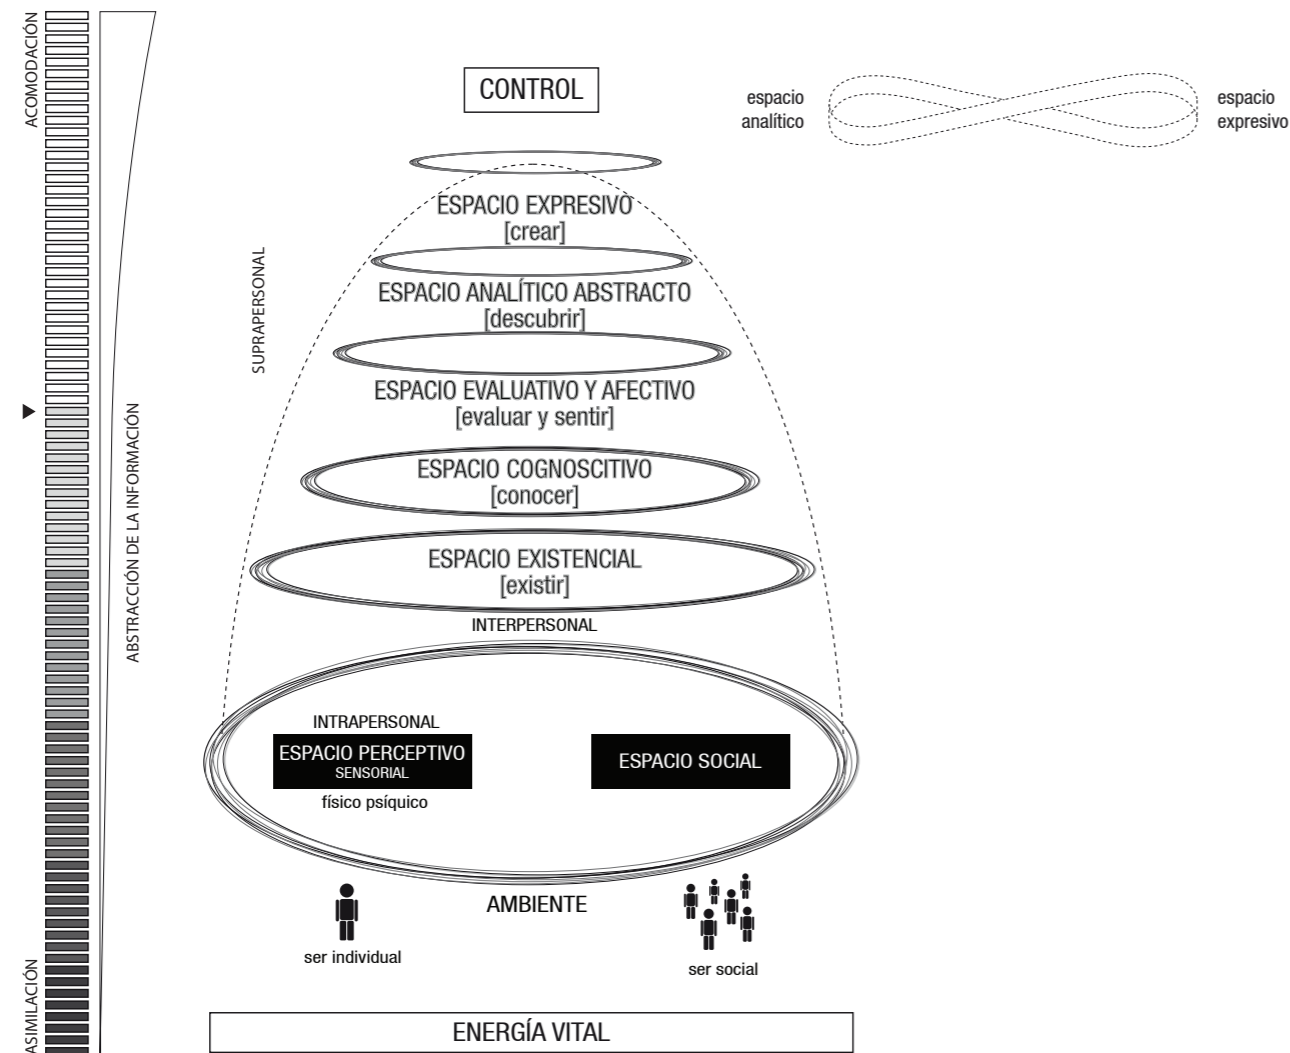 ACOMODACIÓN
CONTROL
espacio
analítico
espacio
expresivo
ESPACIO EXPRESIVO
[crear]
SUPRAPERSONAL
ESPACIO ANALÍTICO ABSTRACTO
[descubrir]
ESPACIO EVALUATIVO Y AFECTIVO
[evaluar y sentir]
ABSTRACCIÓN DE LA INFORMACIÓN
ESPACIO COGNOSCITIVO
[conocer]
ESPACIO EXISTENCIAL
[existir]
INTERPERSONAL
INTRAPERSONAL
ESPACIO PERCEPTIVO
SENSORIAL
físico psíquico
ESPACIO SOCIAL
AMBIENTE
ser individual
ser social
ASIMILACIÓN
ENERGÍA VITAL